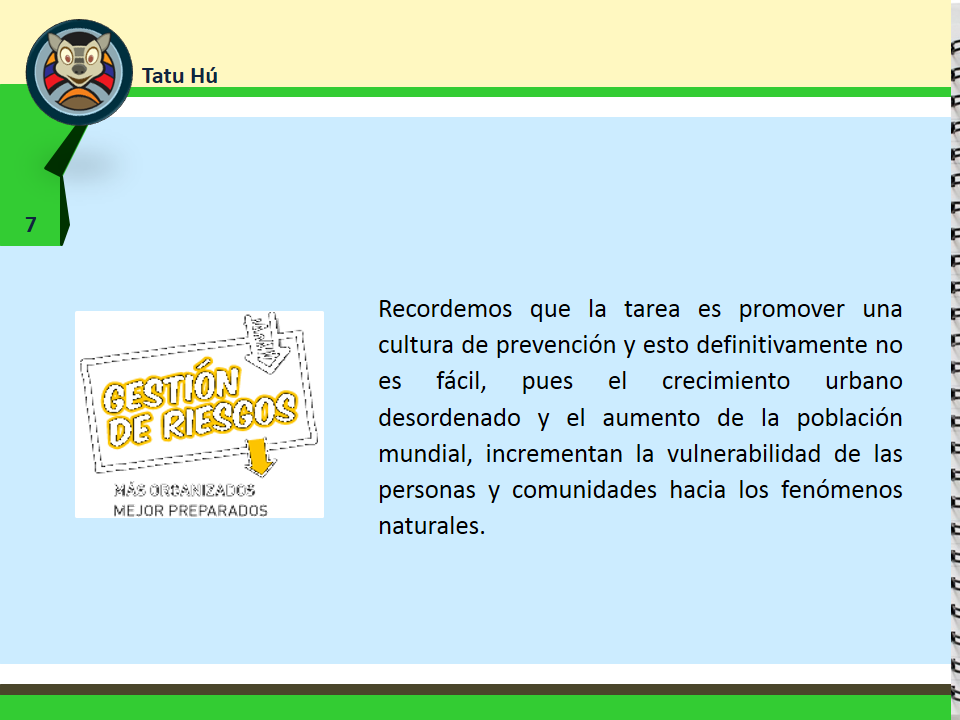 Tatu Hú
7
GESTIÓN
DE RIESGOS
MÁS ORGANIZADOS
MEJOR PREPARADOS
Recordemos que la tarea es promover una
cultura de prevención y esto definitivamente no
es fácil, pues el crecimiento urbano
desordenado y el aumento de la población
mundial, incrementan la vulnerabilidad de las
personas y comunidades hacia los fenómenos
naturales.